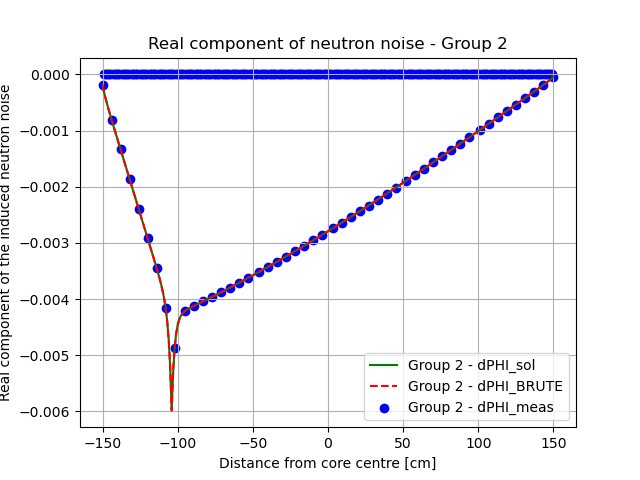 Real component of neutron noise - Group 2
Real component of the induced neutron noise
0.000
−0.001
−0.002
−0.003
−0.004
−0.005
−0.006
−150
−100
−50
0
50
100
150
Distance from core centre [cm]
Group 2 - dPHI_sol
Group 2 - dPHI_BRUTE
Group 2 - dPHI_meas